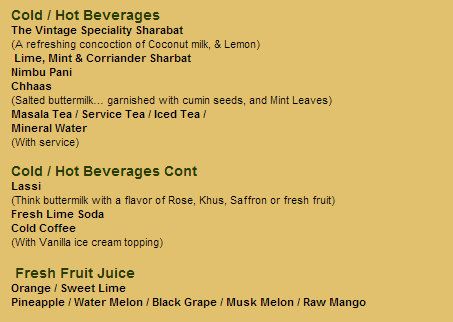 Cold / Hot Beverages
The Vintage Speciality Sharabat
(A refreshing concoction of Coconut milk, & Lemon)
Lime, Mint & Corriander Sharbat
Nimbu Pani
Chhaas
(Salted buttermilk... garnished with cumin seeds, and Mint Leaves)
Masala Tea / Service Tea / Iced Tea /
Mineral Water
(With service)
Cold / Hot Beverages Cont
Lassi
(Think buttermilk with a flavor of Rose, Khus, Saffron or fresh fruit)
Fresh Lime Soda
Cold Coffee
(With Vanilla ice cream topping)
Fresh Fruit Juice
Orange / Sweet Lime
Pineapple / Water Melon / Black Grape / Musk Melon / Raw Mango